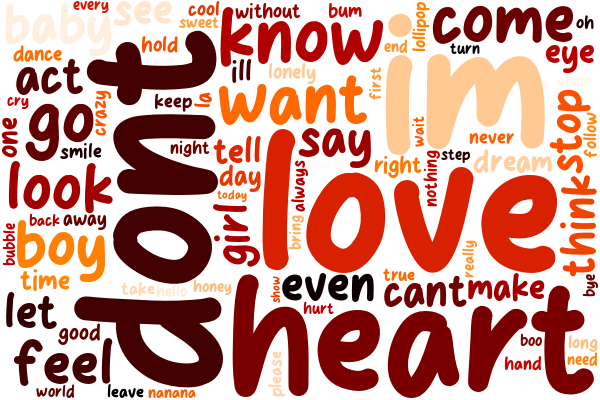 every
cool
sweet
without
bum
lollipop
come
oh
baby
see
know
end
im
turn
eye
dance
hold
ill
lonely
first
act
want
cry
crazy
keep
la
go
say
wait
never
stop
follow
one
smile
night
tell
right
nothing
step
dream
look
dont
day
today
always
love
think
back
away
girl
bring
bubble
boy
really
bye
time
take
hello
honey
show
even
true
cant
make
let
hurt
good
heart
boo
long
feel
please
hand
need
world
leave
nanana